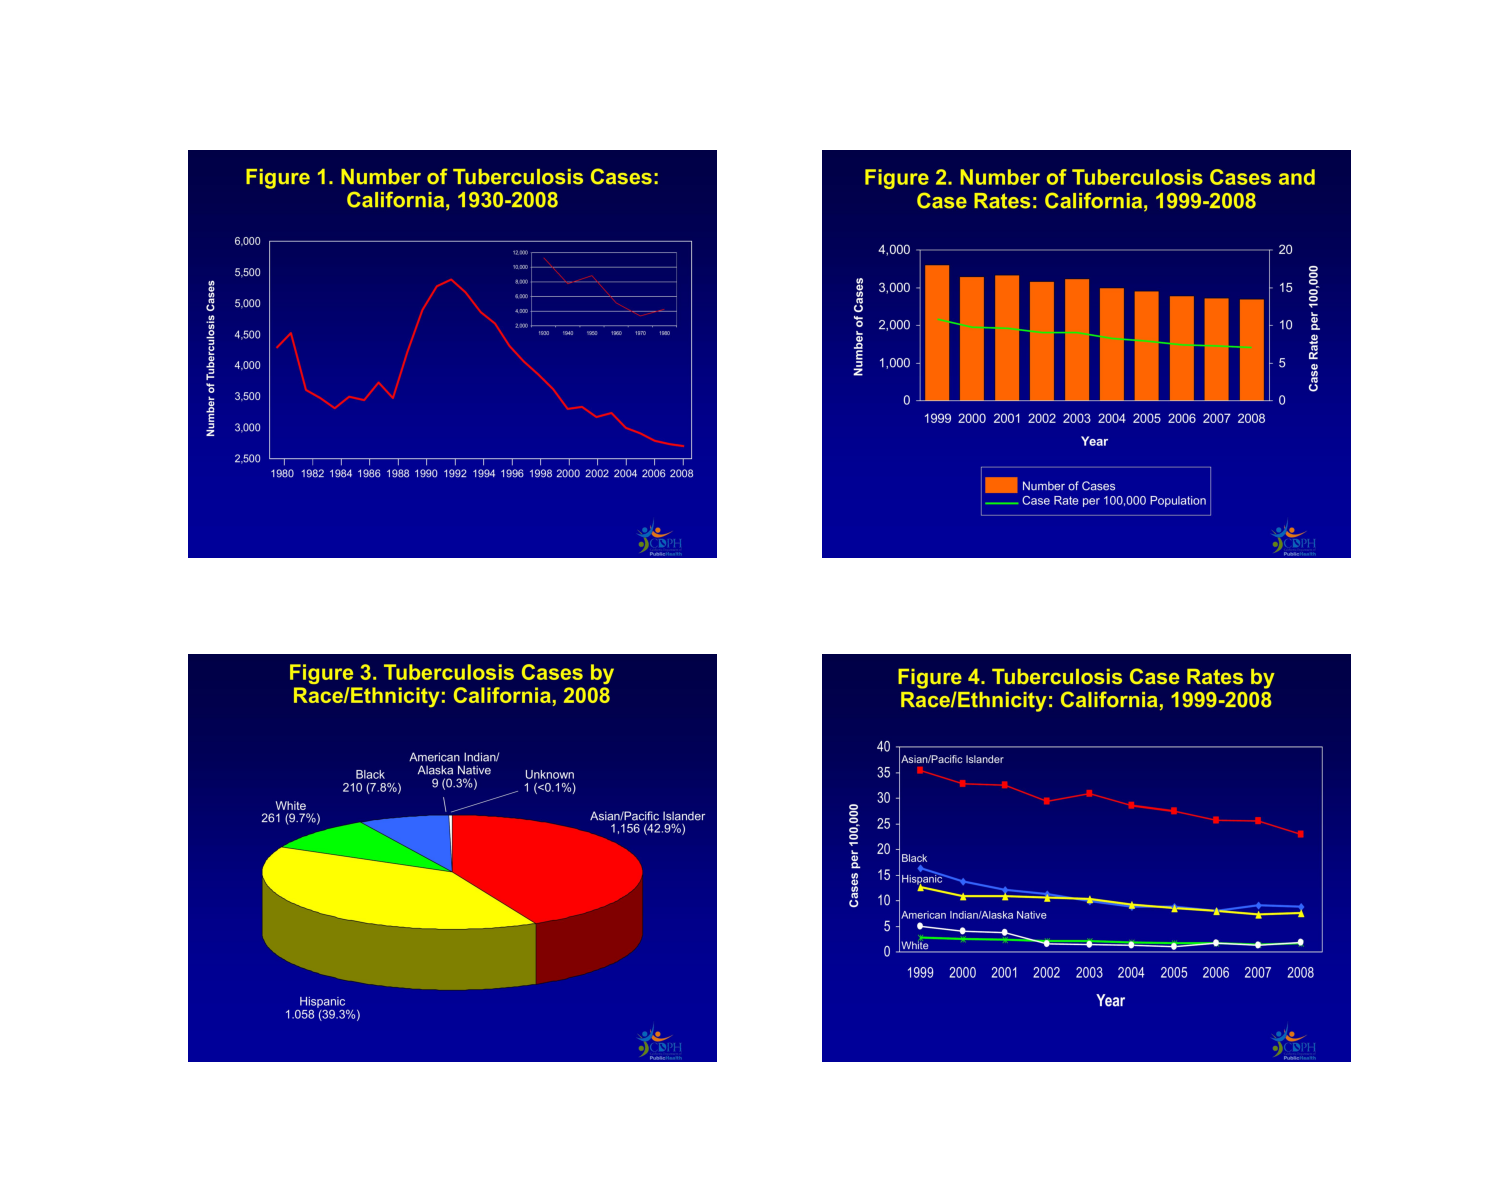 Figure 1. Number of Tuberculosis Cases:
California, 1930-2008
6,000
5,500
5,000
4,500
4,000
3,500
3,000
2,500
Number of Tuberculosis Cases
12,000
10,000
8,000
6,000
4,000
2,000
1930 1940 1950 1960 1970 1980
1980 1982 1984 1986 1988 1990 1992 1994 1996 1998 2000 2002 2004 2006 2008
CDPH
PublicHealth
Figure 2. Number of Tuberculosis Cases and
Case Rates: California, 1999-2008
4,000
3,000
2,000
1,000
0
Number of Cases
20
15
10
5
0
Case Rate per 100,000
1999 2000 2001 2002 2003 2004 2005 2006 2007 2008
Year
Number of Cases
Case Rate per 100,000 Population
CDPH
PublicHealth
Figure 3. Tuberculosis Cases by
Race/Ethnicity: California, 2008
American Indian/
Alaska Native
9 (0.3%)
Black
210 (7.8%)
Unknown
1 (<0.1%)
White
261 (9.7%)
Asian/Pacific Islander
1,156 (42.9%)
Hispanic
1.058 (39.3%)
CDPH
PublicHealth
Figure 4. Tuberculosis Case Rates by
Race/Ethnicity: California, 1999-2008
40
35
30
25
20
15
10
5
0
Cases per 100,000
Asian/Pacific Islander
Black
Hispanic
American Indian/Alaska Native
White
1999 2000 2001 2002 2003 2004 2005 2006 2007 2008
Year
CDPH
PublicHealth